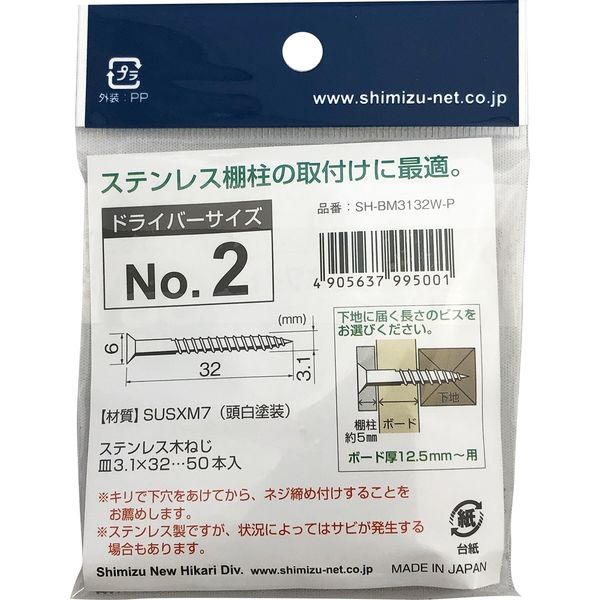 プラ
外装：PP
www.shimizu-net.co.jp
ステンレス棚柱の取付けに最適。
ドライバーサイズ
No.2
品番：SH-BM3132W-P
4 905637 995001
(mm)
6
32
3.1
下地に届く長さのビスを
お選びください。
下地
棚柱
約5mm
ボード
ボード厚12.5mm～用
【材質】SUSXM7（頭白塗装）
ステンレス木ねじ
皿3.1×32…50本入
※キリで下穴をあけてから、ネジ締め付けすることを
お薦めします。
※ステンレス製ですが、状況によってはサビが発生する
場合もあります。
紙
台紙
Shimizu New Hikari Div. www.shimizu-net.co.jp
MADE IN JAPAN